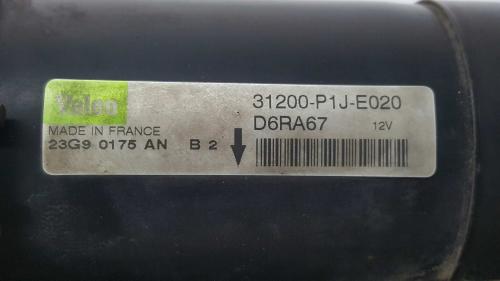 Valeo
31200-P1J-E020
MADE IN FRANCE
D6RA67 12V
23G9 0175 AN B 2